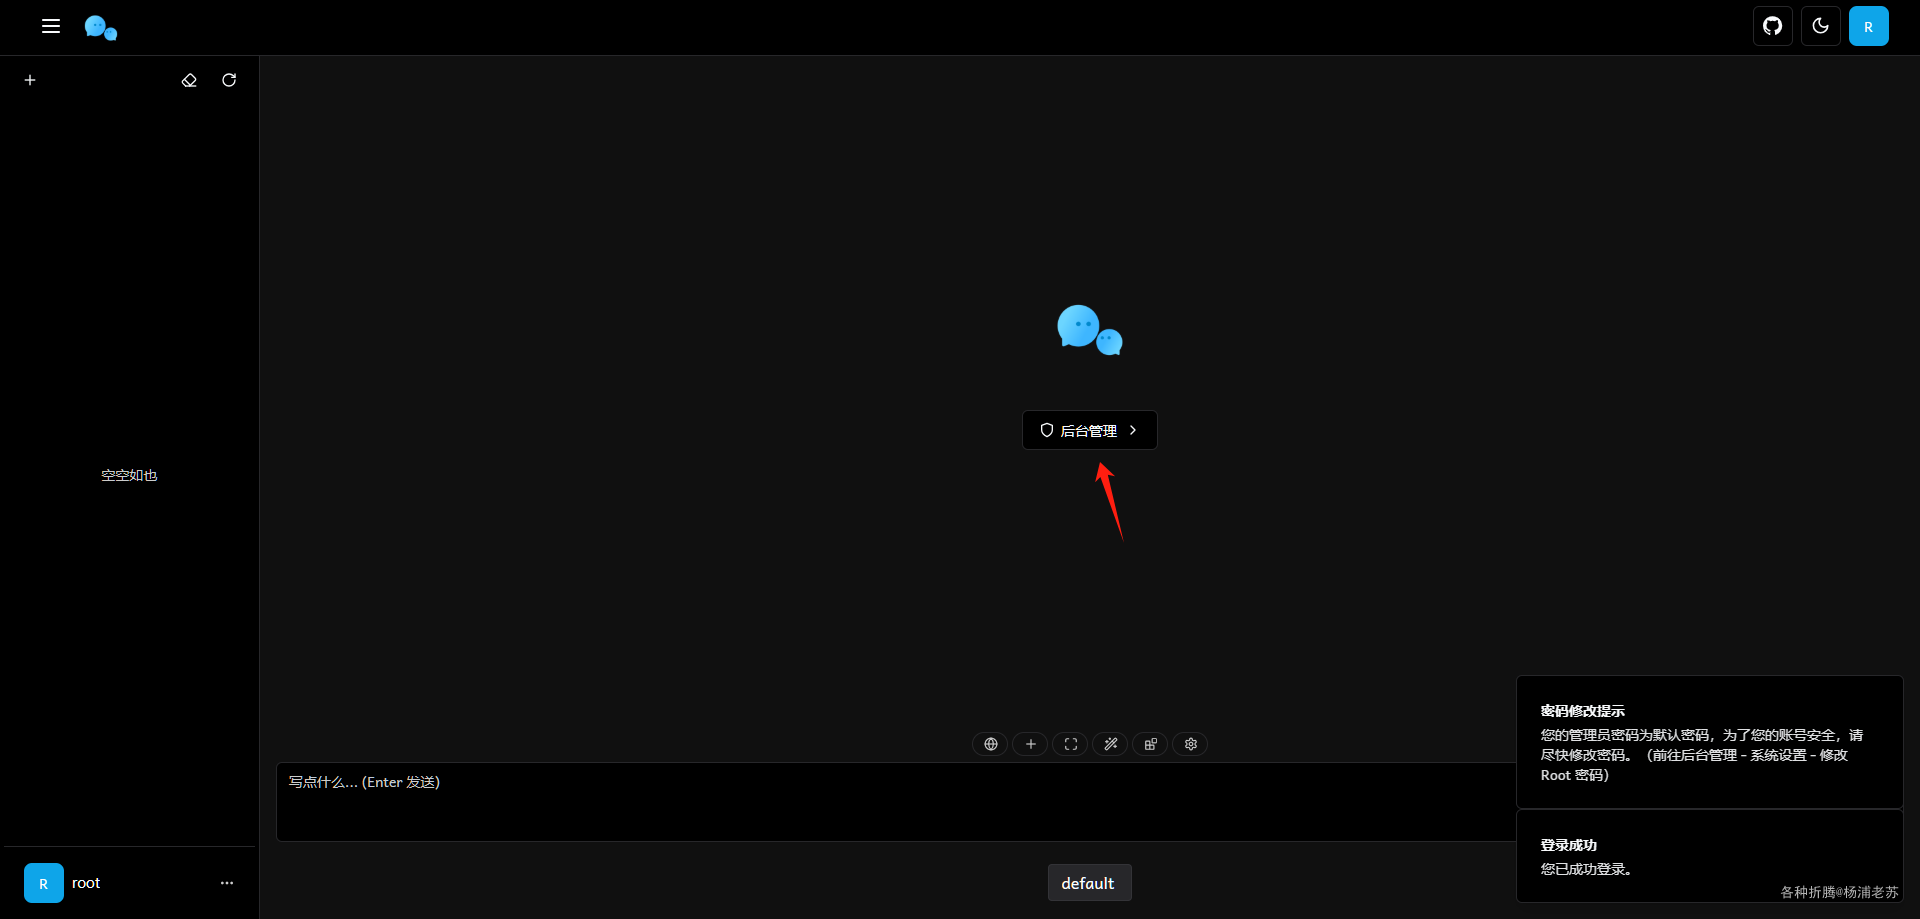 R
空空如也
后台管理
写点什么... (Enter 发送)
default
R
root
密码修改提示
您的管理员密码为默认密码，为了您的账号安全，请
尽快修改密码。（前往后台管理 - 系统设置 - 修改
Root 密码）
登录成功
您已成功登录。
各种折腾@杨浦老苏